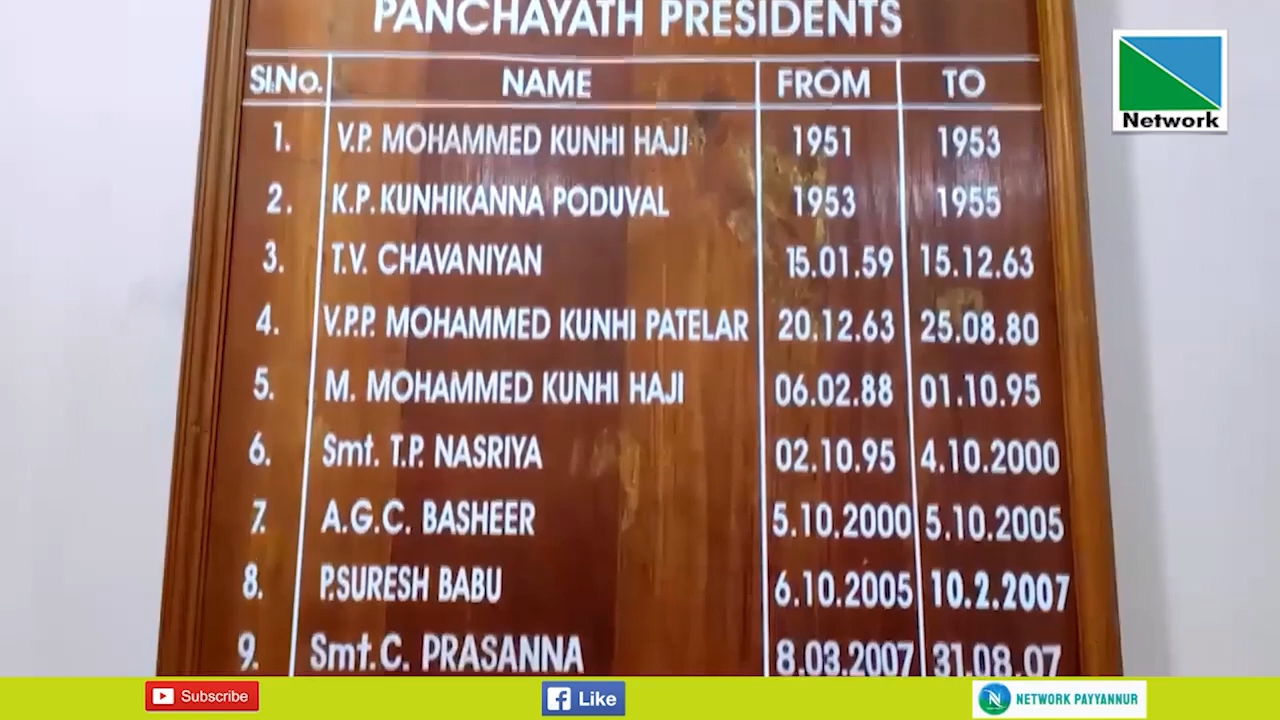 PANCHAYATH PRESIDENTS
Sl.No. NAME FROM TO
1. V.P. MOHAMMED KUNHI HAJI 1951 1953
2. K.P. KUNHIKANNA PODUVAL 1953 1955
3. T.V. CHAVANIYAN 15.01.59 15.12.63
4. V.P.P. MOHAMMED KUNHI PATELAR 20.12.63 25.08.80
5. M. MOHAMMED KUNHI HAJI 06.02.88 01.10.95
6. Smt. T.P. NASRIYA 02.10.95 4.10.2000
7. A.G.C. BASHEER 5.10.2000 5.10.2005
8. P.SURESH BABU 6.10.2005 10.2.2007
9. Smt.C. PRASANNA 8.03.2007 31.08.07
Network
Subscribe
Like
NETWORK PAYYANNUR